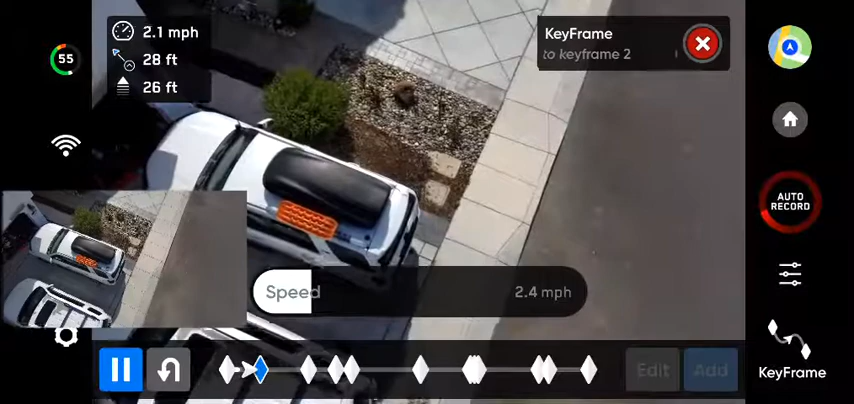 2.1 mph
28 ft
26 ft
55
KeyFrame
to keyframe 2
AUTO
RECORD
Speed
2.4 mph
Edit
Add
KeyFrame